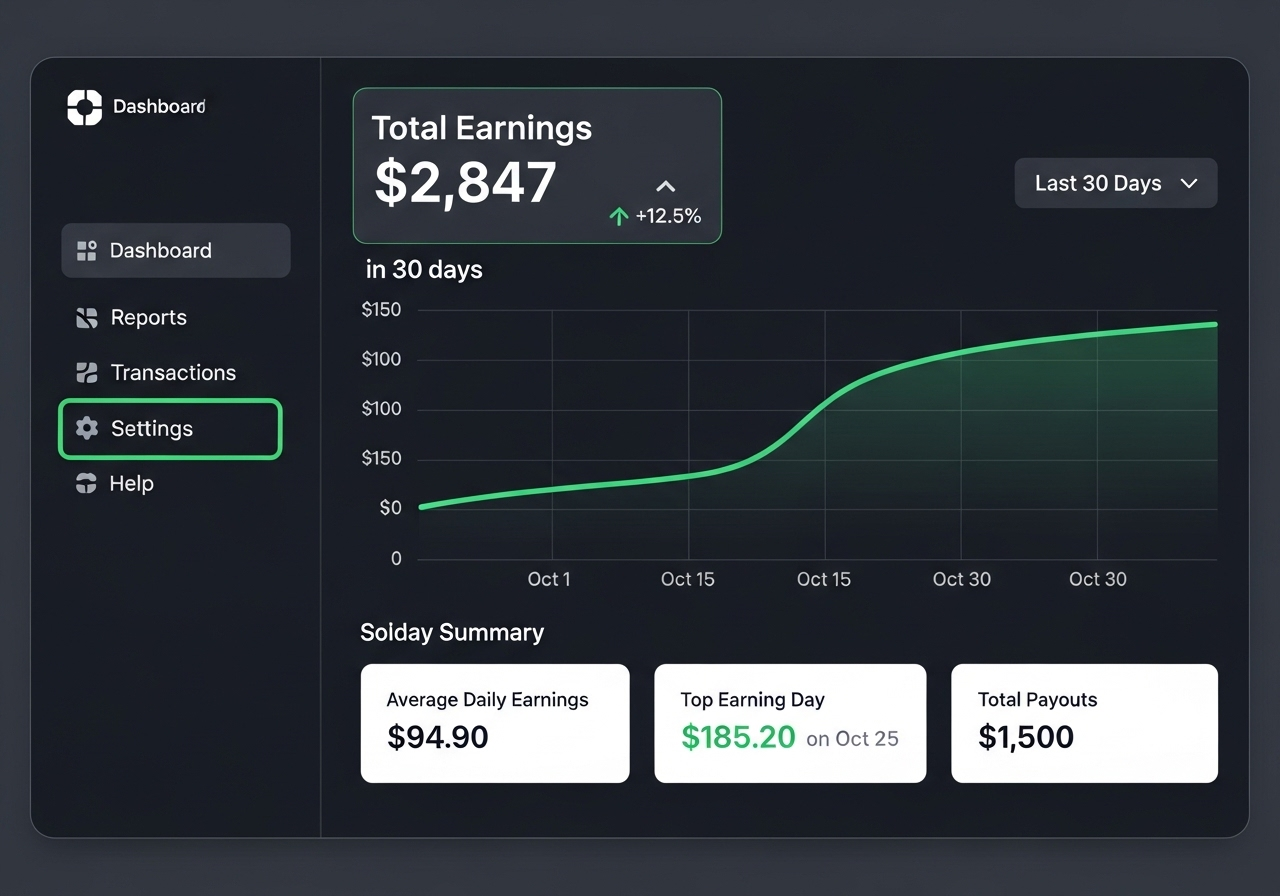 Dashboard
Dashboard
Reports
Transactions
Settings
Help
Total Earnings
$2,847
+12.5%
in 30 days
Last 30 Days
$150
$100
$100
$150
$0
0
Oct 1
Oct 15
Oct 15
Oct 30
Oct 30
Soiday Summary
Average Daily Earnings
$94.90
Top Earning Day
$185.20 on Oct 25
Total Payouts
$1,500